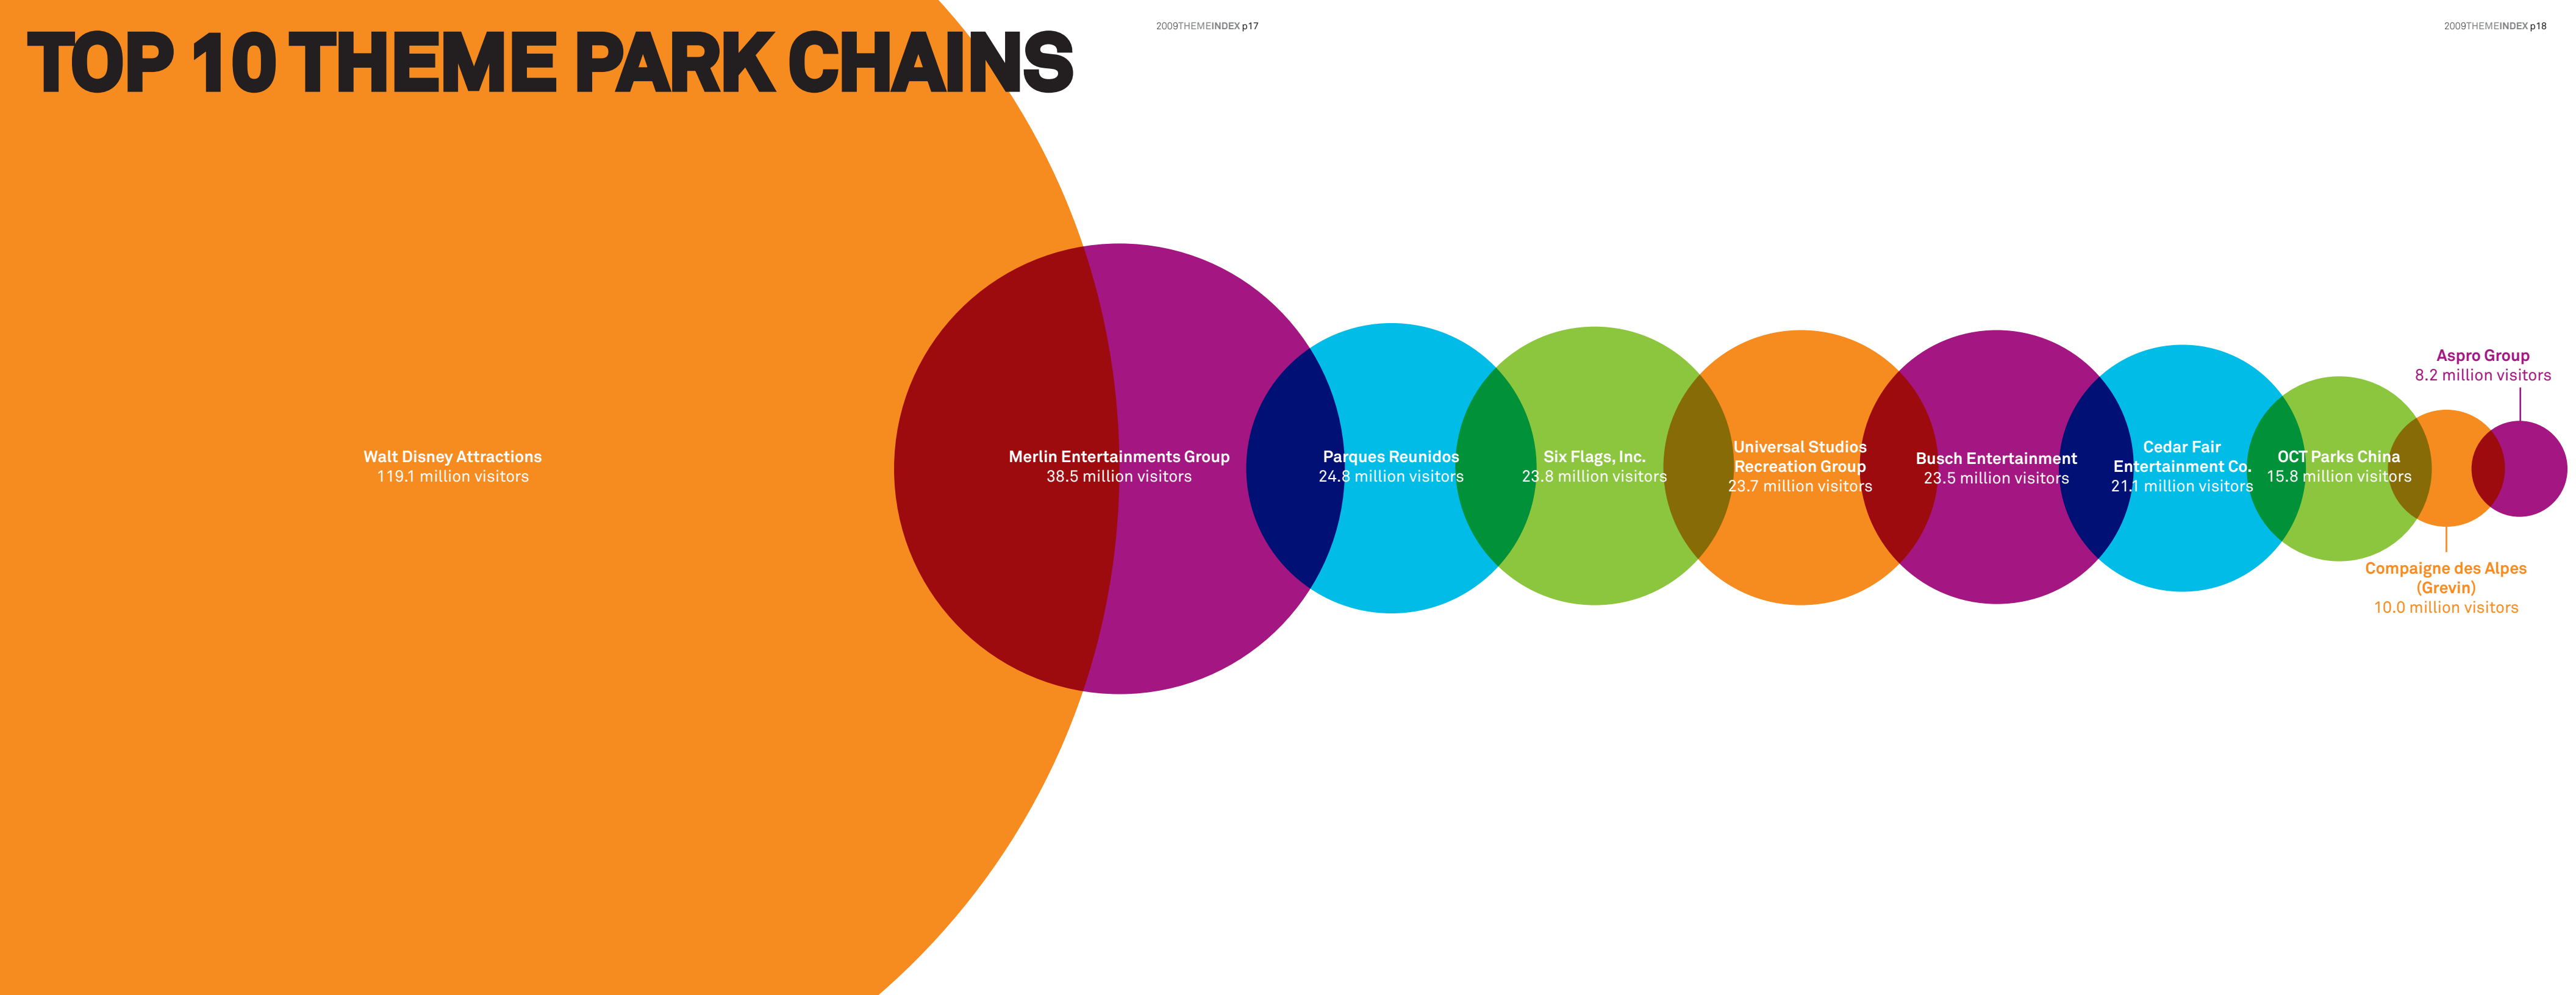 TOP 10 THEME PARK CHAINS
2009THEMEINDEX p17
2009THEMEINDEX p18
Walt Disney Attractions
119.1 million visitors
Merlin Entertainments Group
38.5 million visitors
Parques Reunidos
24.8 million visitors
Six Flags, Inc.
23.8 million visitors
Universal Studios
Recreation Group
23.7 million visitors
Busch Entertainment
23.5 million visitors
Cedar Fair
Entertainment Co.
21.1 million visitors
OCT Parks China
15.8 million visitors
Compaigne des Alpes
(Grevin)
10.0 million visitors
Aspro Group
8.2 million visitors